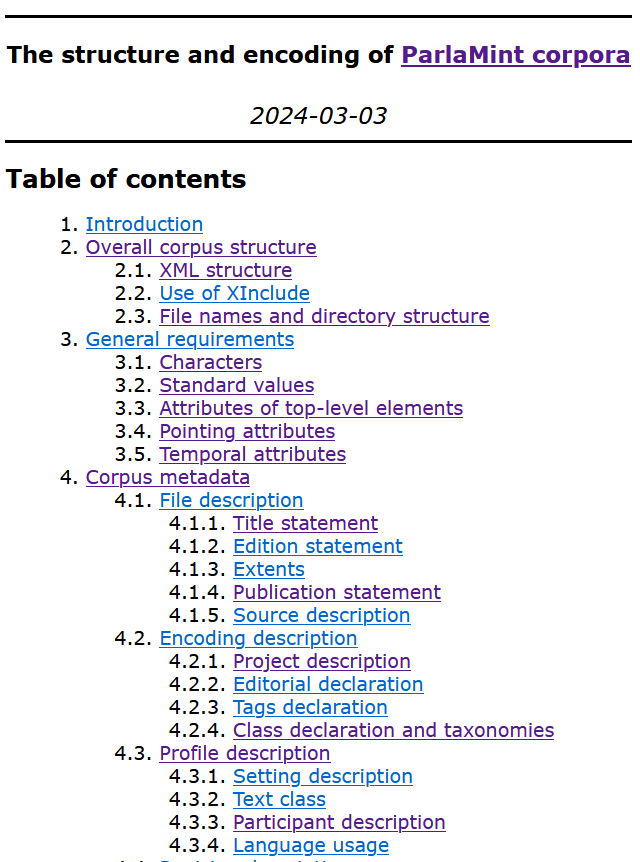 The structure and encoding of ParlaMint corpora
2024-03-03
Table of contents
1. Introduction
2. Overall corpus structure
2.1. XML structure
2.2. Use of XInclude
2.3. File names and directory structure
3. General requirements
3.1. Characters
3.2. Standard values
3.3. Attributes of top-level elements
3.4. Pointing attributes
3.5. Temporal attributes
4. Corpus metadata
4.1. File description
4.1.1. Title statement
4.1.2. Edition statement
4.1.3. Extents
4.1.4. Publication statement
4.1.5. Source description
4.2. Encoding description
4.2.1. Project description
4.2.2. Editorial declaration
4.2.3. Tags declaration
4.2.4. Class declaration and taxonomies
4.3. Profile description
4.3.1. Setting description
4.3.2. Text class
4.3.3. Participant description
4.3.4. Language usage